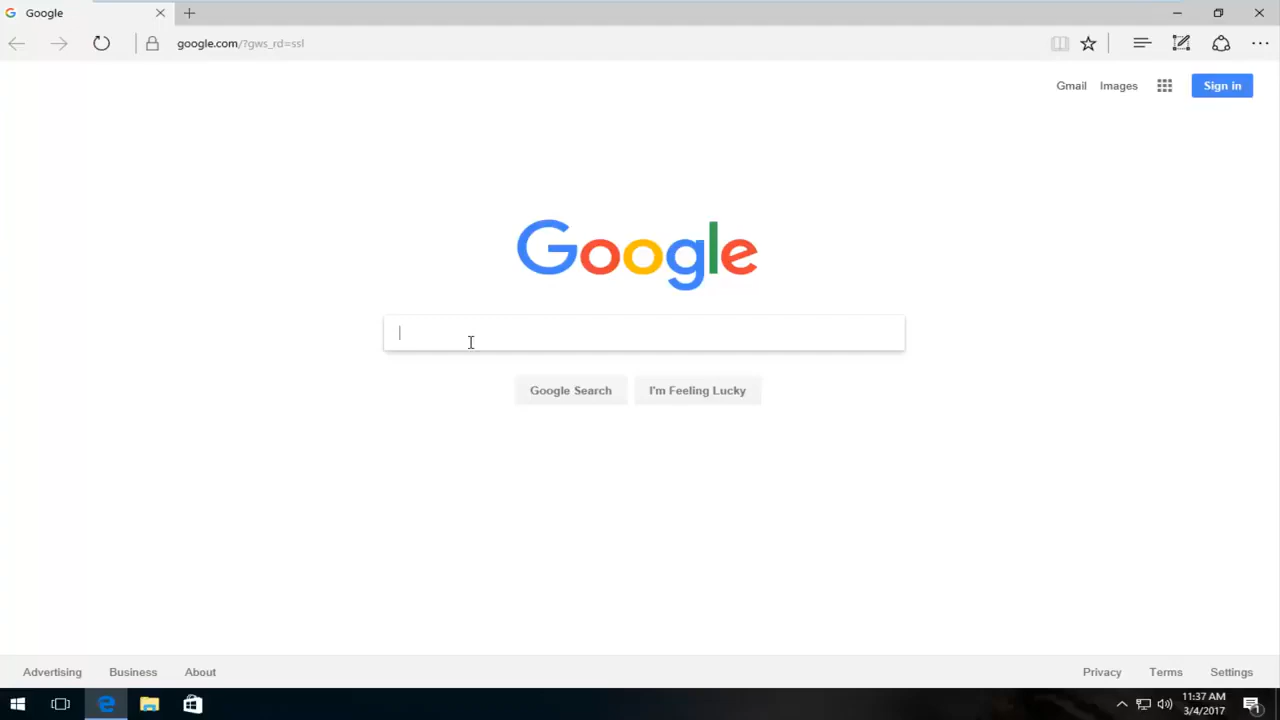 Google
google.com/?gws_rd=ssl
Gmail Images Sign in
Google
Google Search I'm Feeling Lucky
Advertising Business About Privacy Terms Settings
11:37 AM
3/4/2017
1